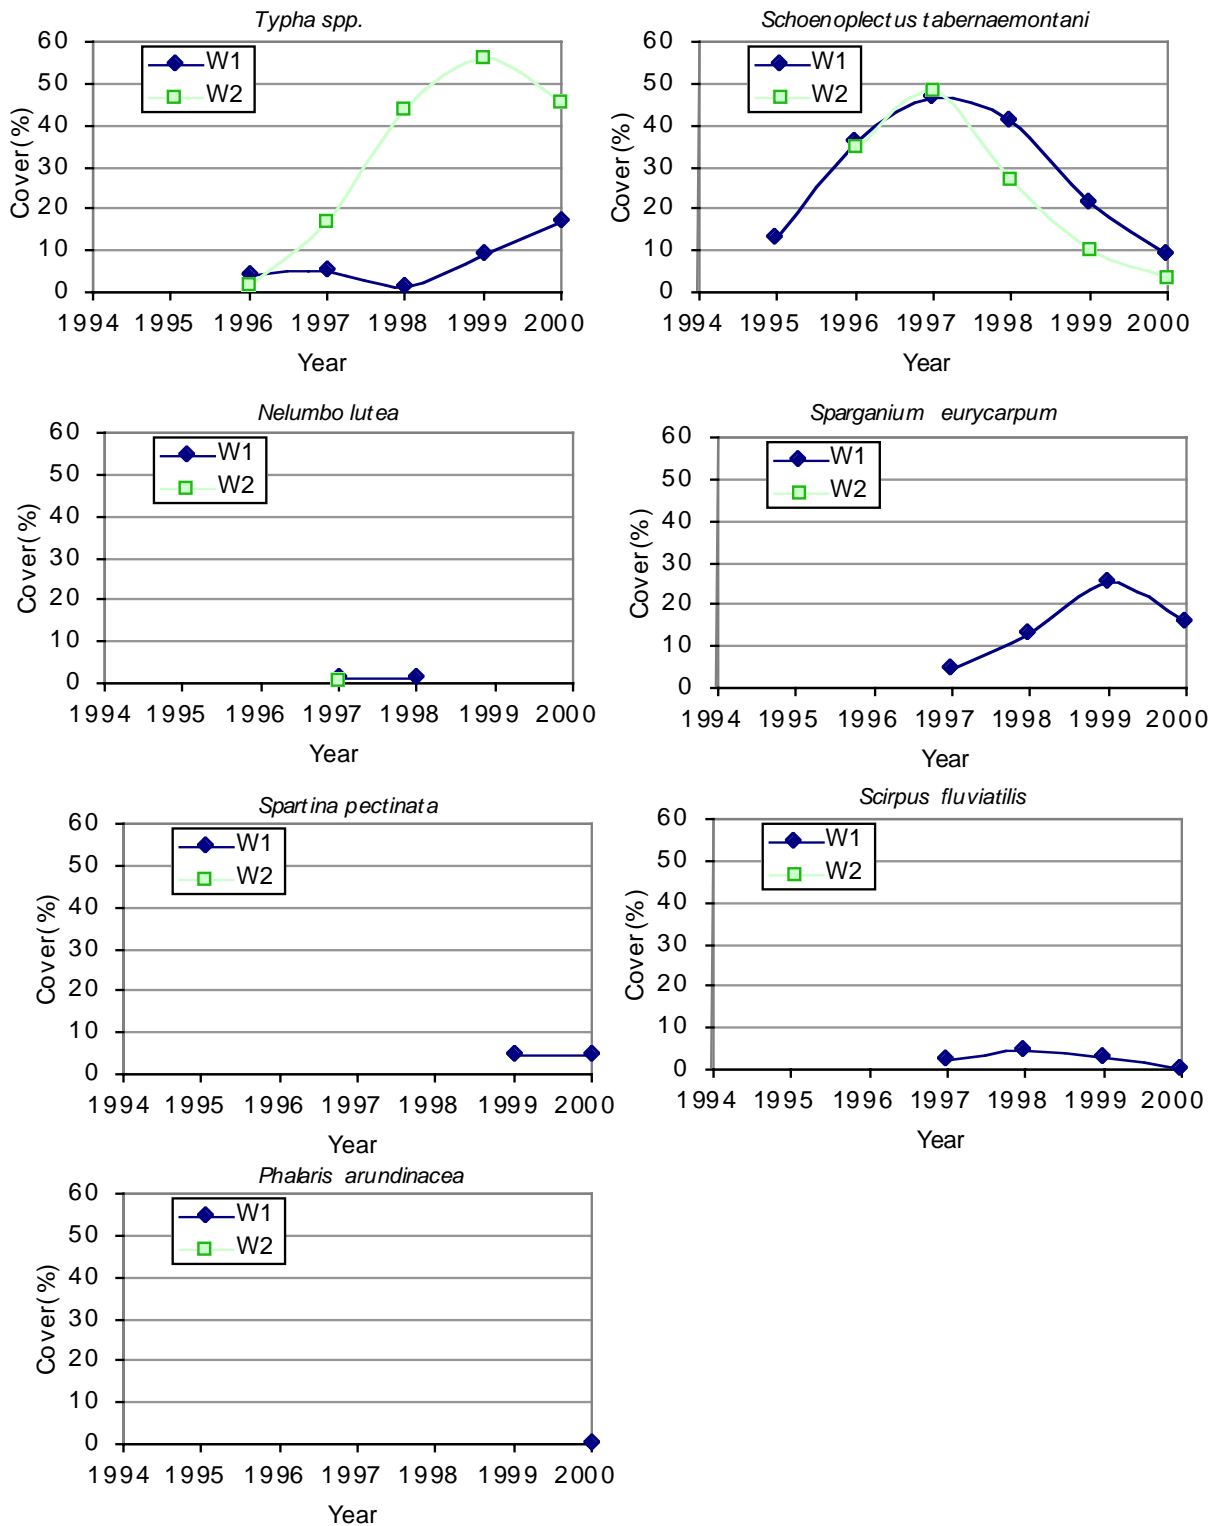 Typha spp.
60
50
40
30
20
10
0
Cover(%)
W1
W2
1994 1995 1996 1997 1998 1999 2000
Year
Schoenoplectus tabernaemontani
60
50
40
30
20
10
0
Cover(%)
W1
W2
1994 1995 1996 1997 1998 1999 2000
Year
Nelumbo lutea
60
50
40
30
20
10
0
Cover(%)
W1
W2
1994 1995 1996 1997 1998 1999 2000
Year
Sparganium eurycarpum
60
50
40
30
20
10
0
Cover(%)
W1
W2
1994 1995 1996 1997 1998 1999 2000
Year
Spartina pectinata
60
50
40
30
20
10
0
Cover(%)
W1
W2
1994 1995 1996 1997 1998 1999 2000
Year
Scirpus fluviatilis
60
50
40
30
20
10
0
Cover(%)
W1
W2
1994 1995 1996 1997 1998 1999 2000
Year
Phalaris arundinacea
60
50
40
30
20
10
0
Cover(%)
W1
W2
1994 1995 1996 1997 1998 1999 2000
Year